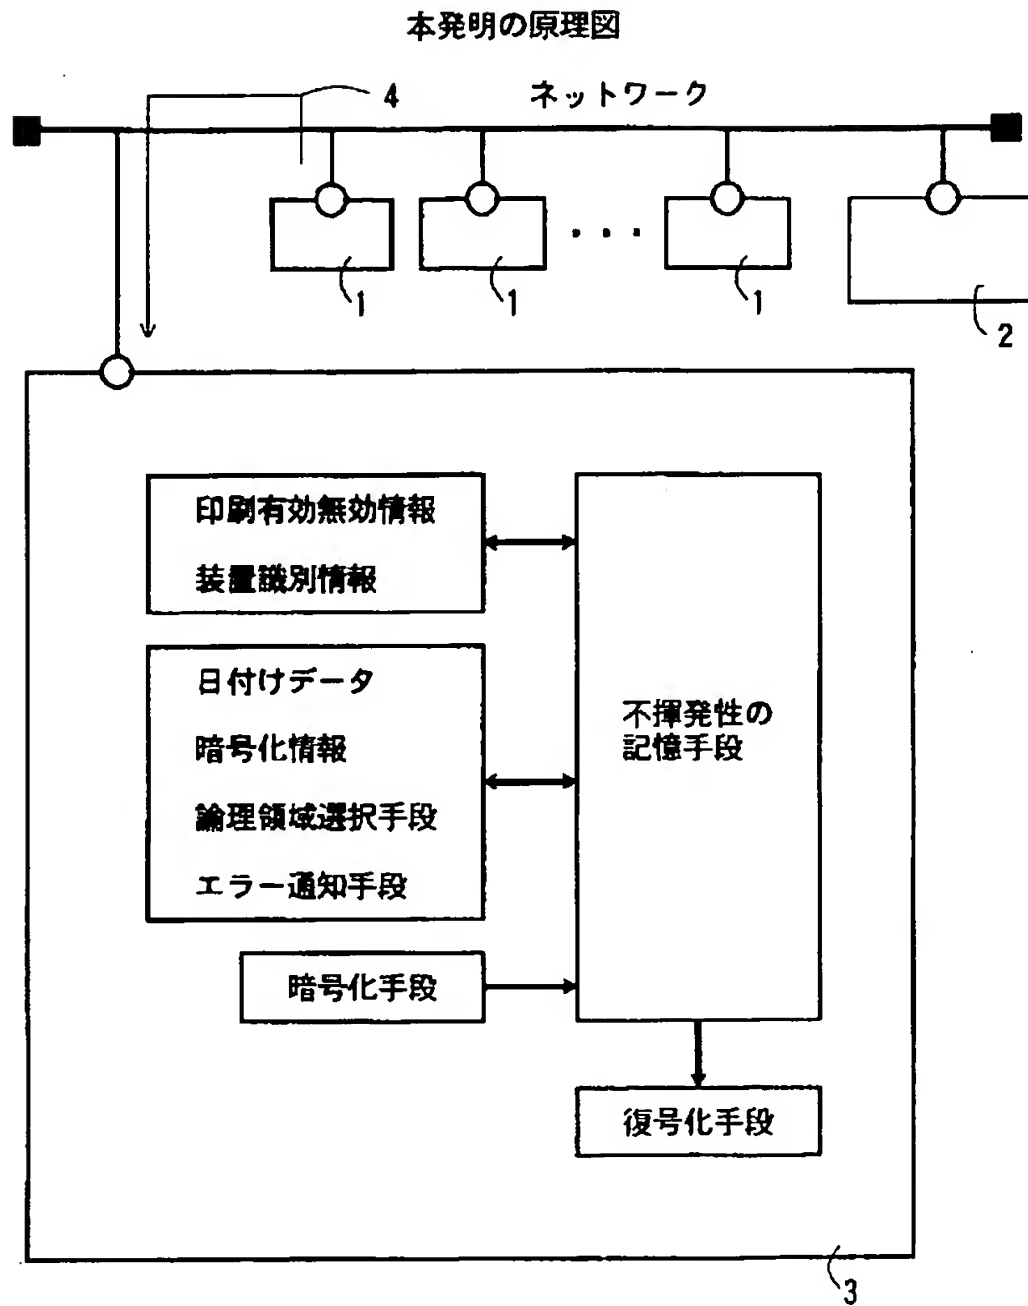 本発明の原理図
4
ネットワーク
1
1
1
2
印刷有効無効情報
装置識別情報
日付けデータ
暗号化情報
論理領域選択手段
エラー通知手段
不揮発性の
記憶手段
暗号化手段
復号化手段
3